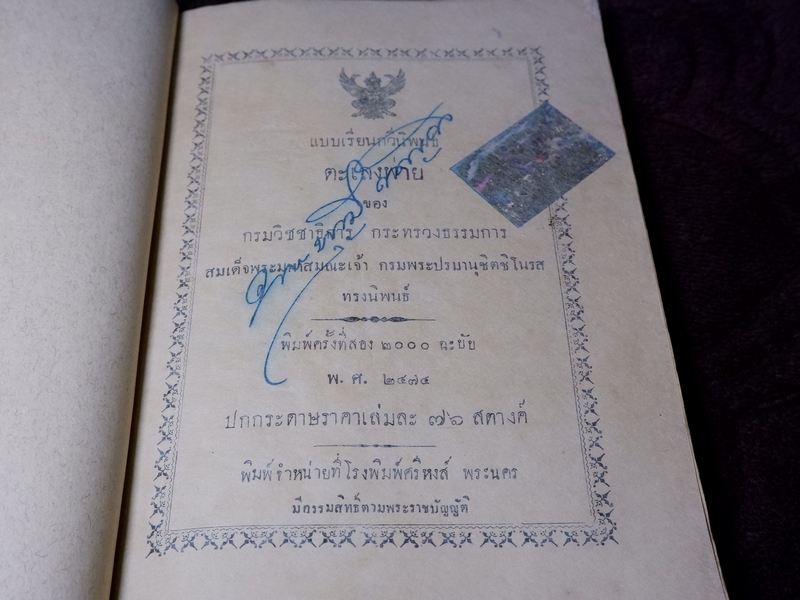 แบบเรียนกวีนิพนธ์
ตะเลงพ่าย
ของ
กรมวิชชาธิการ กระทรวงธรรมการ
สมเด็จพระมหาสมณะเจ้า กรมพระปรมานุชิตชิโนรส
ทรงนิพนธ์
พิมพ์ครั้งที่สอง ๒๐๐๐ ฉะบับ
พ. ศ. ๒๔๗๔
ปกกระดาษราคาเล่มละ ๗๖ สตางค์
พิมพ์จำหน่ายที่โรงพิมพ์ศรีหงส์ พระนคร
มีกรรมสิทธิ์ตามพระราชบัญญัติ